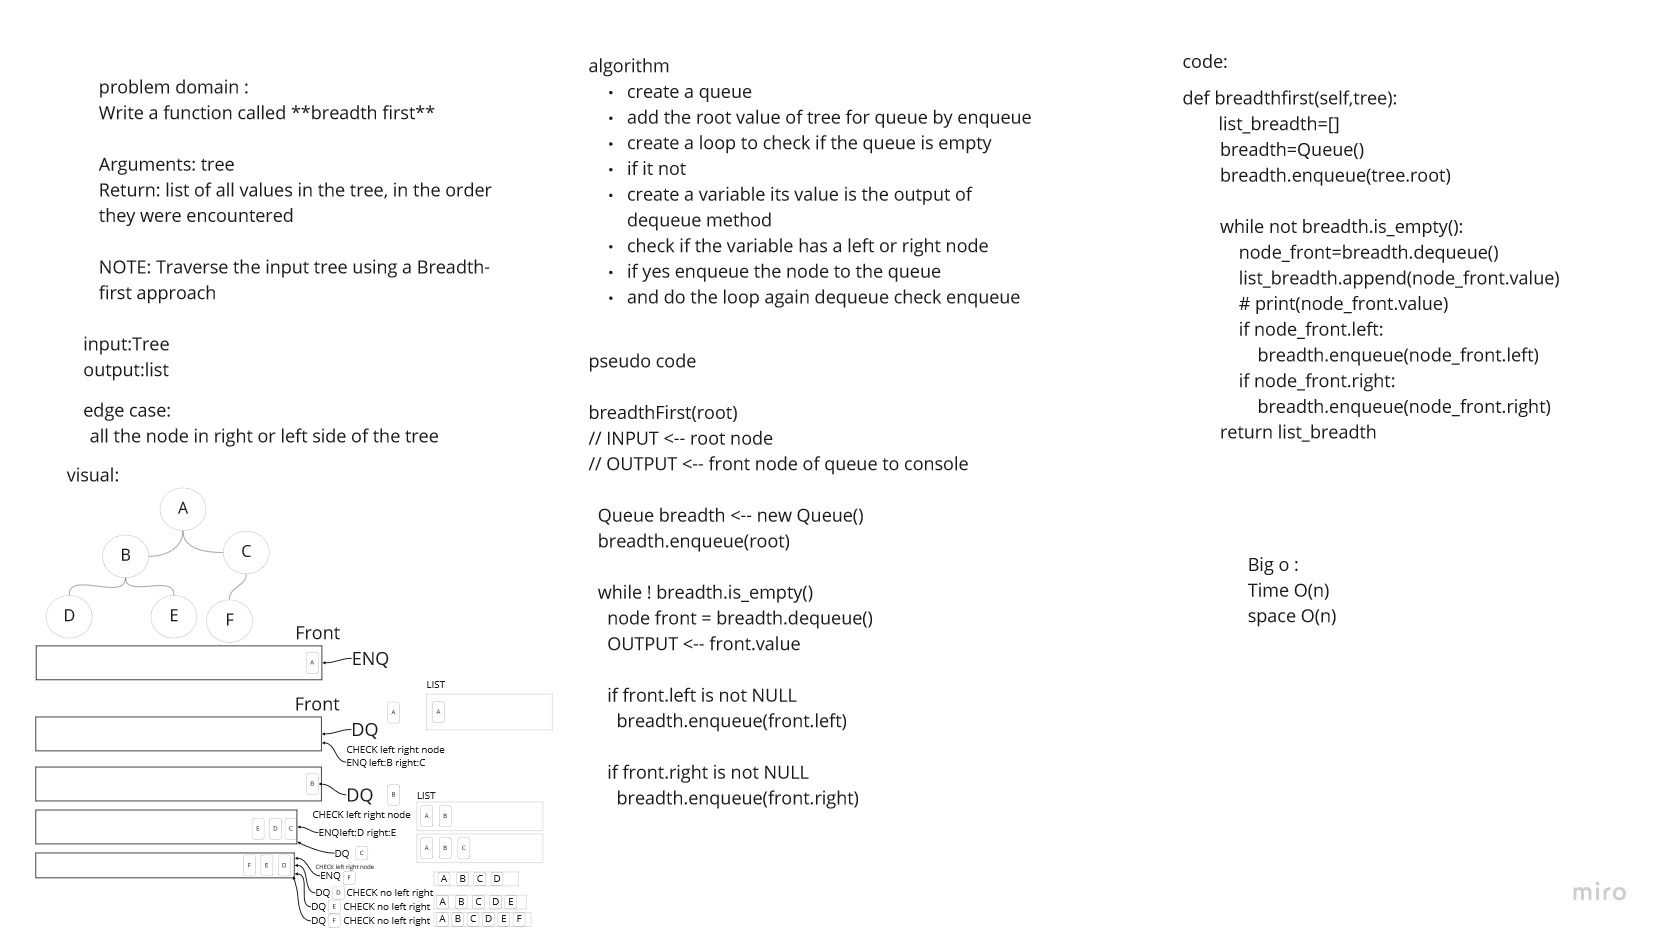 problem domain :
Write a function called **breadth first**
Arguments: tree
Return: list of all values in the tree, in the order
they were encountered
NOTE: Traverse the input tree using a Breadth-
first approach
input:Tree
output:list
edge case:
all the node in right or left side of the tree
visual:
A
B
C
D
E
F
Front
A
ENQ
LIST
A
Front
A
DQ
CHECK left right node
ENQ left:B right:C
B
DQ
B
LIST
A B
CHECK left right node
E D C
ENQleft:D right:E
A B C
DQ C
F E D
CHECK left right node
ENQ F
A B C D
DQ D CHECK no left right
A B C D E
DQ E CHECK no left right
A B C D E F
DQ F CHECK no left right
algorithm
• create a queue
• add the root value of tree for queue by enqueue
• create a loop to check if the queue is empty
• if it not
• create a variable its value is the output of
dequeue method
• check if the variable has a left or right node
• if yes enqueue the node to the queue
• and do the loop again dequeue check enqueue
pseudo code
breadthFirst(root)
// INPUT <-- root node
// OUTPUT <-- front node of queue to console
Queue breadth <-- new Queue()
breadth.enqueue(root)
while ! breadth.is_empty()
node front = breadth.dequeue()
OUTPUT <-- front.value
if front.left is not NULL
breadth.enqueue(front.left)
if front.right is not NULL
breadth.enqueue(front.right)
code:
def breadthfirst(self,tree):
list_breadth=[]
breadth=Queue()
breadth.enqueue(tree.root)
while not breadth.is_empty():
node_front=breadth.dequeue()
list_breadth.append(node_front.value)
# print(node_front.value)
if node_front.left:
breadth.enqueue(node_front.left)
if node_front.right:
breadth.enqueue(node_front.right)
return list_breadth
Big o :
Time O(n)
space O(n)
miro